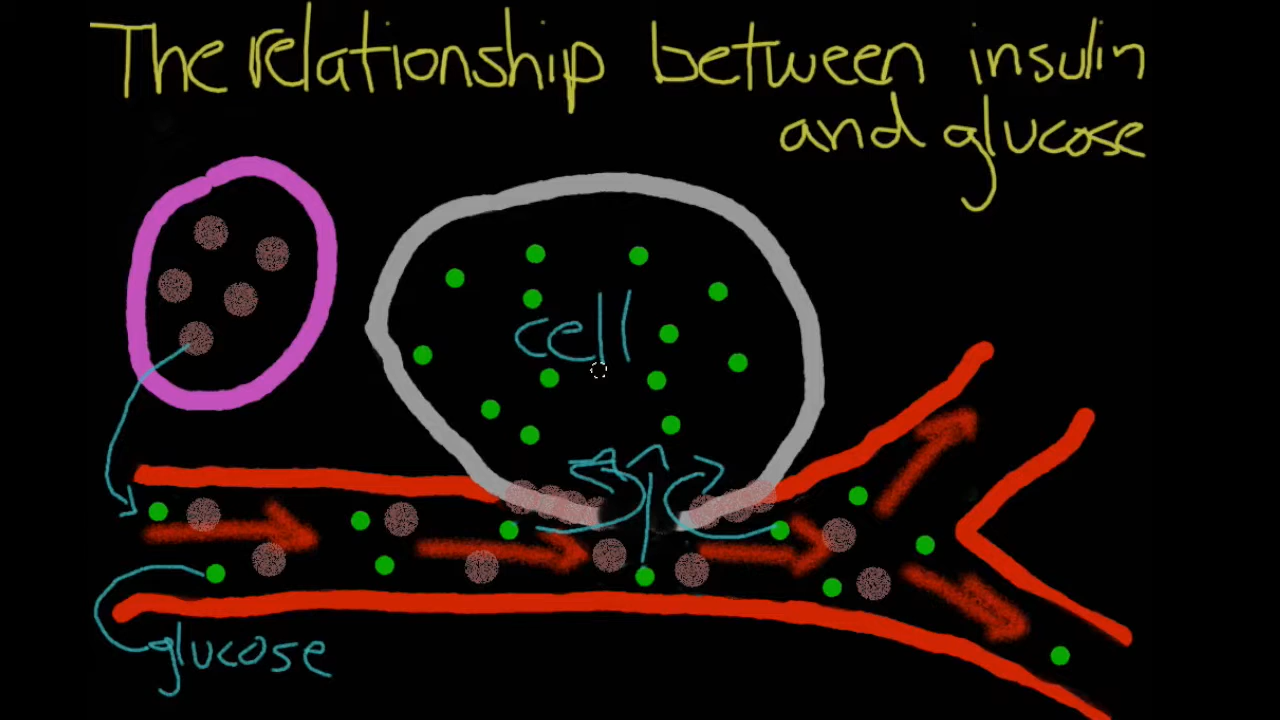 The relationship between insulin
and glucose
cell
glucose